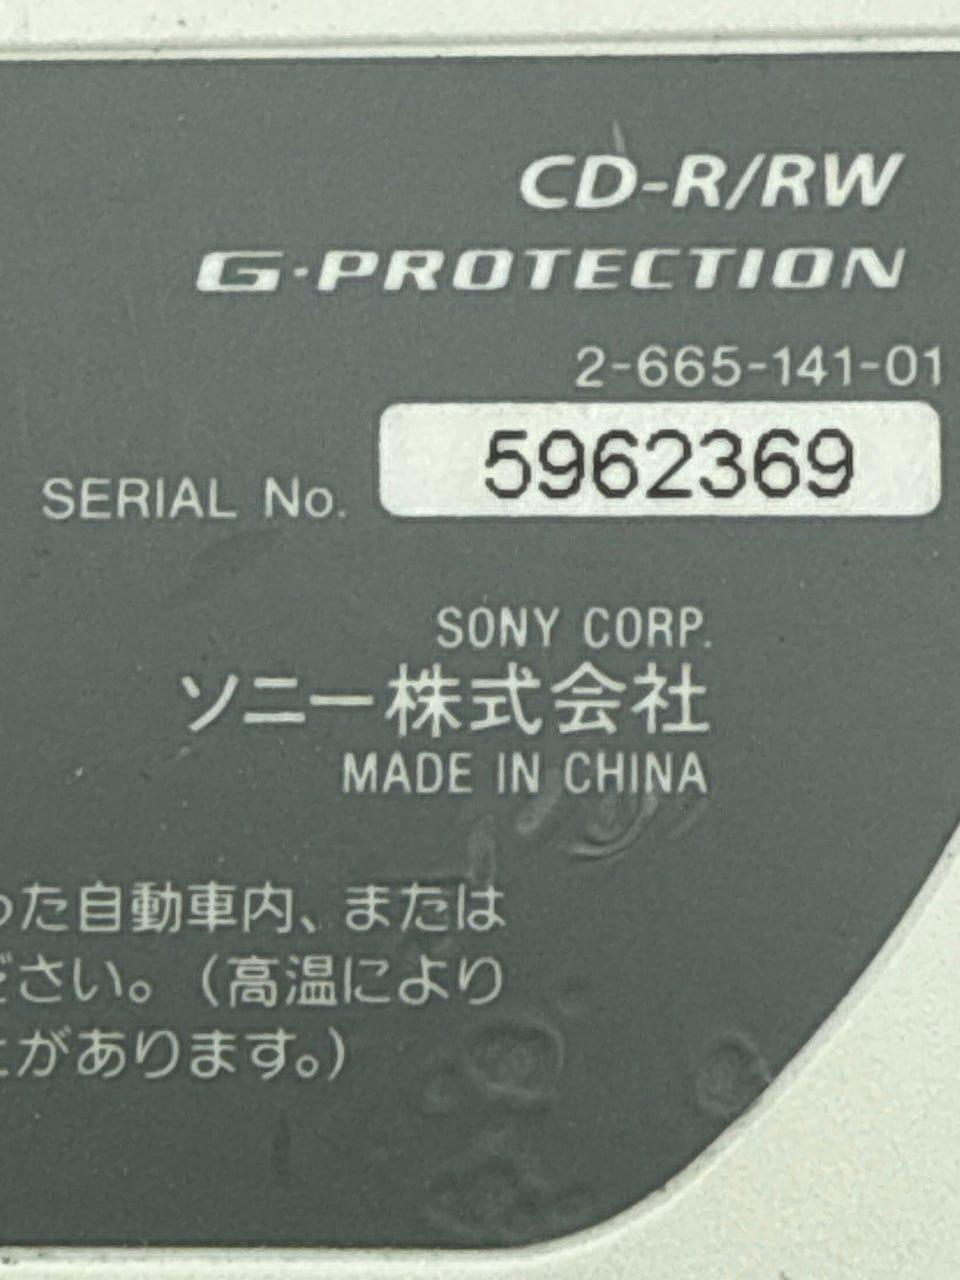 CD-R/RW
G-PROTECTION
2-665-141-01
SERIAL No. 5962369
SONY CORP.
ソニー株式会社
MADE IN CHINA
った自動車内、または
ださい。（高温により
とがあります。）